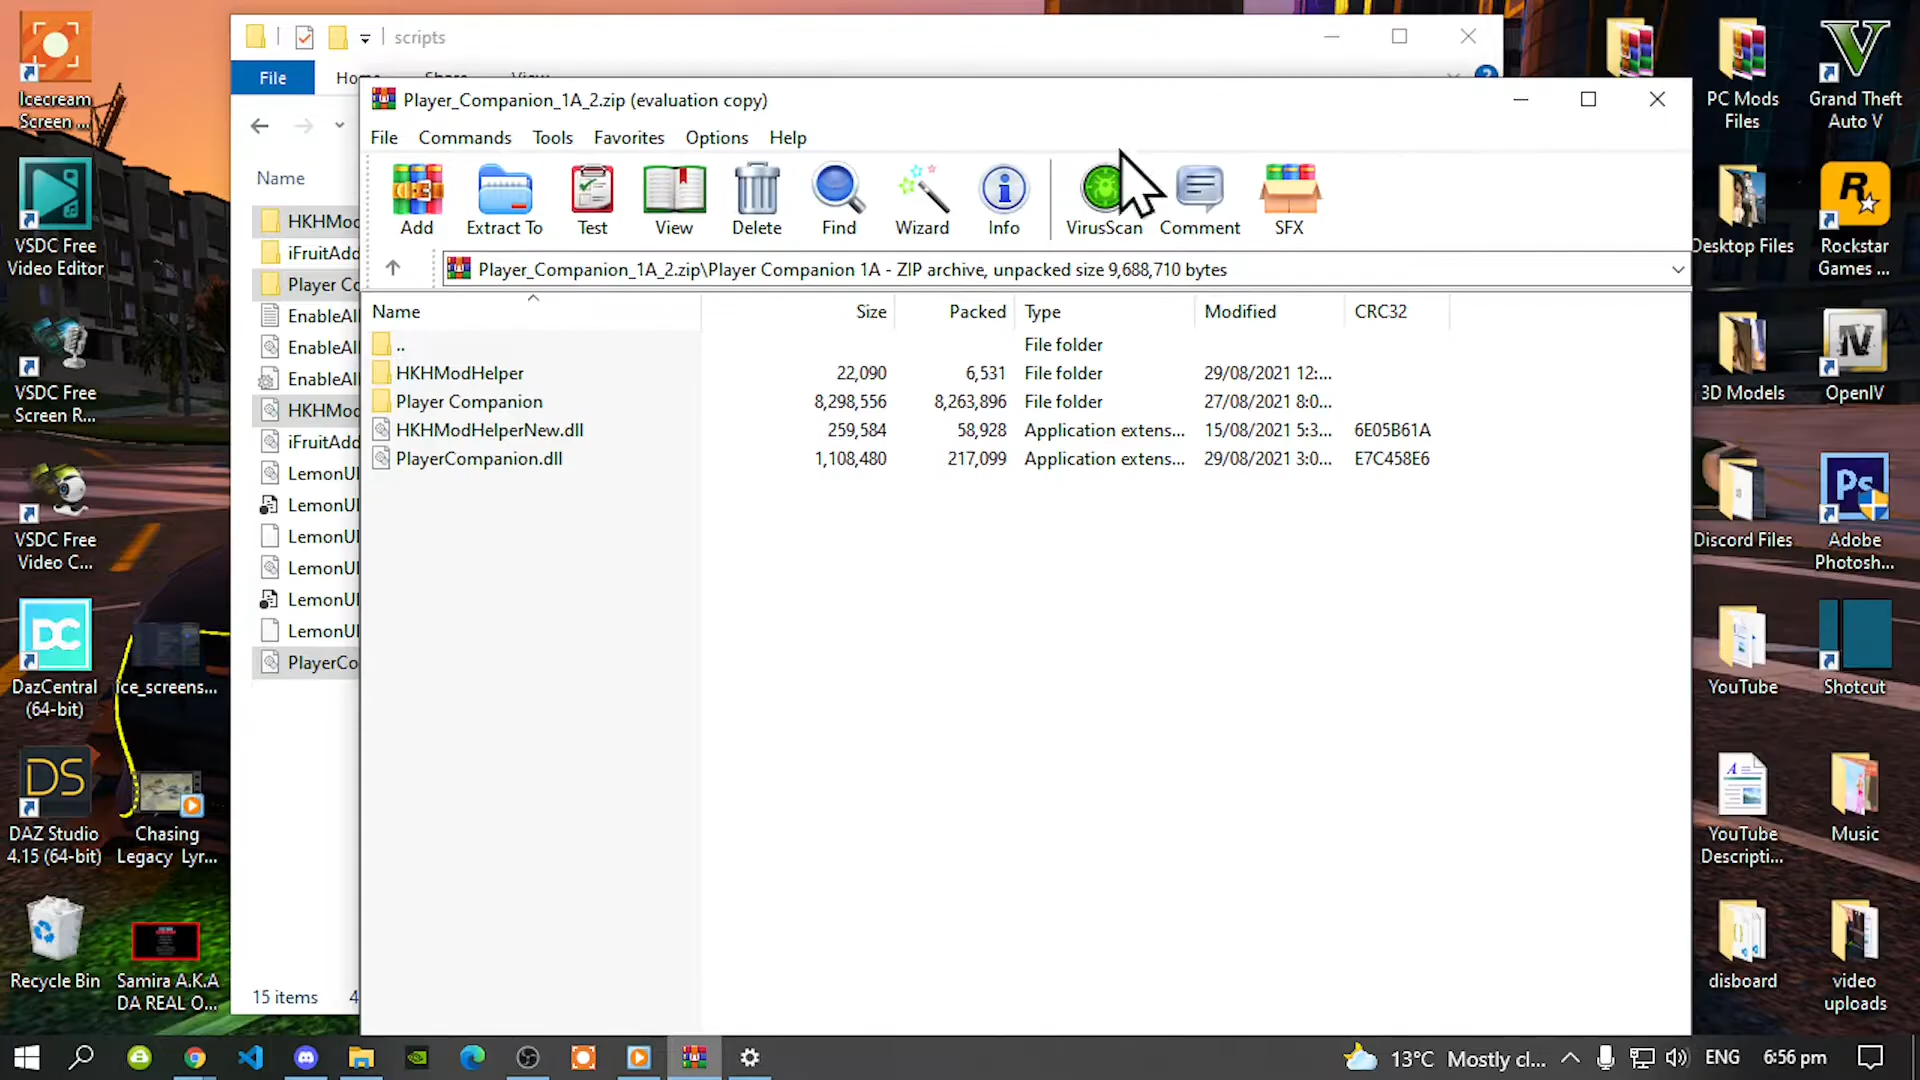 Icecream
Screen ...
VSDC Free
Video Editor
VSDC Free
Screen R...
VSDC Free
Video C...
DC
DazCentral
(64-bit)
ice_screens...
DS
DAZ Studio
4.15 (64-bit)
Chasing
Legacy Lyr...
Recycle Bin
Samira A.K.A
DA REAL O...
scripts
File
Home
Share
View
Name
HKHMod
iFruitAdd
Player Co
EnableAll
EnableAll
EnableAll
HKHMod
iFruitAdd
LemonUI
LemonUI
LemonUI
LemonUI
LemonUI
LemonUI
PlayerCo
15 items
4
Player_Companion_1A_2.zip (evaluation copy)
File Commands Tools Favorites Options Help
Add Extract To Test View Delete Find Wizard Info VirusScan Comment SFX
Player_Companion_1A_2.zip\Player Companion 1A - ZIP archive, unpacked size 9,688,710 bytes
Name Size Packed Type Modified CRC32
.. File folder
HKHModHelper 22,090 6,531 File folder 29/08/2021 12:...
Player Companion 8,298,556 8,263,896 File folder 27/08/2021 8:0...
HKHModHelperNew.dll 259,584 58,928 Application extens... 15/08/2021 5:3... 6E05B61A
PlayerCompanion.dll 1,108,480 217,099 Application extens... 29/08/2021 3:0... E7C458E6
PC Mods
Files
V
Grand Theft
Auto V
Desktop Files
R
Rockstar
Games ...
3D Models
IV
OpenIV
Discord Files
Ps
Adobe
Photosh...
YouTube
Shotcut
YouTube
Descripti...
Music
disboard
video
uploads
13°C Mostly cl... ENG 6:56 pm